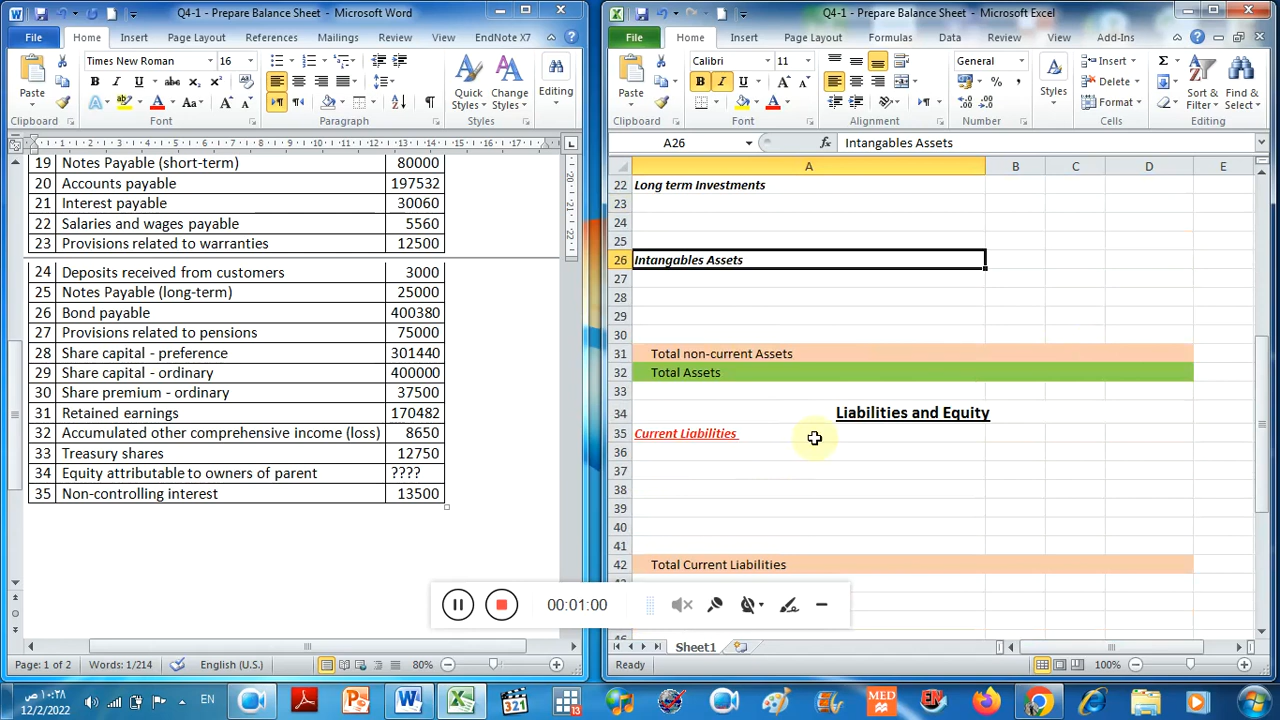 Q4-1 - Prepare Balance Sheet - Microsoft Word
File Home Insert Page Layout References Mailings Review View EndNote X7
Paste
Clipboard
Times New Roman 16
Font
Paragraph
Quick Styles
Change Styles
Styles
Editing
19 Notes Payable (short-term) 80000
20 Accounts payable 197532
21 Interest payable 30060
22 Salaries and wages payable 5560
23 Provisions related to warranties 12500
24 Deposits received from customers 3000
25 Notes Payable (long-term) 25000
26 Bond payable 400380
27 Provisions related to pensions 75000
28 Share capital - preference 301440
29 Share capital - ordinary 400000
30 Share premium - ordinary 37500
31 Retained earnings 170482
32 Accumulated other comprehensive income (loss) 8650
33 Treasury shares 12750
34 Equity attributable to owners of parent ????
35 Non-controlling interest 13500
Page: 1 of 2 Words: 1/214 English (U.S.) 80%
Q4-1 - Prepare Balance Sheet - Microsoft Excel
File Home Insert Page Layout Formulas Data Review View Add-Ins
Paste
Clipboard
Calibri 11
Font
Alignment
General
Number
Styles
Insert
Delete
Format
Cells
Sort & Filter
Find & Select
Editing
A26 fx Intangables Assets
A B C D E
22 Long term Investments
23
24
25
26 Intangables Assets
27
28
29
30
31 Total non-current Assets
32 Total Assets
33
34 Liabilities and Equity
35 Current Liabilities
36
37
38
39
40
41
42 Total Current Liabilities
Sheet1
Ready 100%
00:01:00
١٠:٢٨ ص
12/2/2022
EN
321
MED